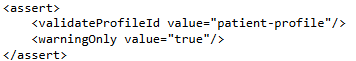 <assert>
    <validateProfileId value="patient-profile"/>
    <warningOnly value="true"/>
</assert>